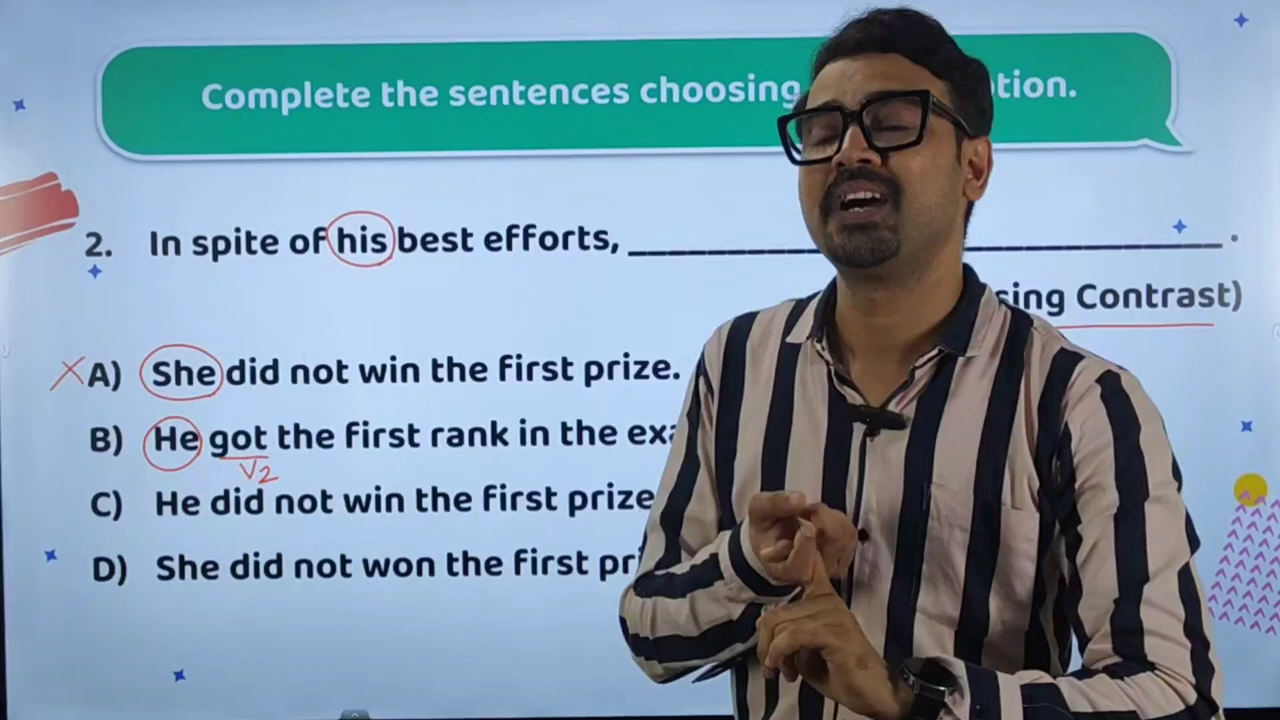 Complete the sentences choosing tion.
2. In spite of his best efforts, ____________________.
sing Contrast)
A) She did not win the first prize.
B) He got the first rank in the exa
V2
C) He did not win the first prize
D) She did not won the first pri